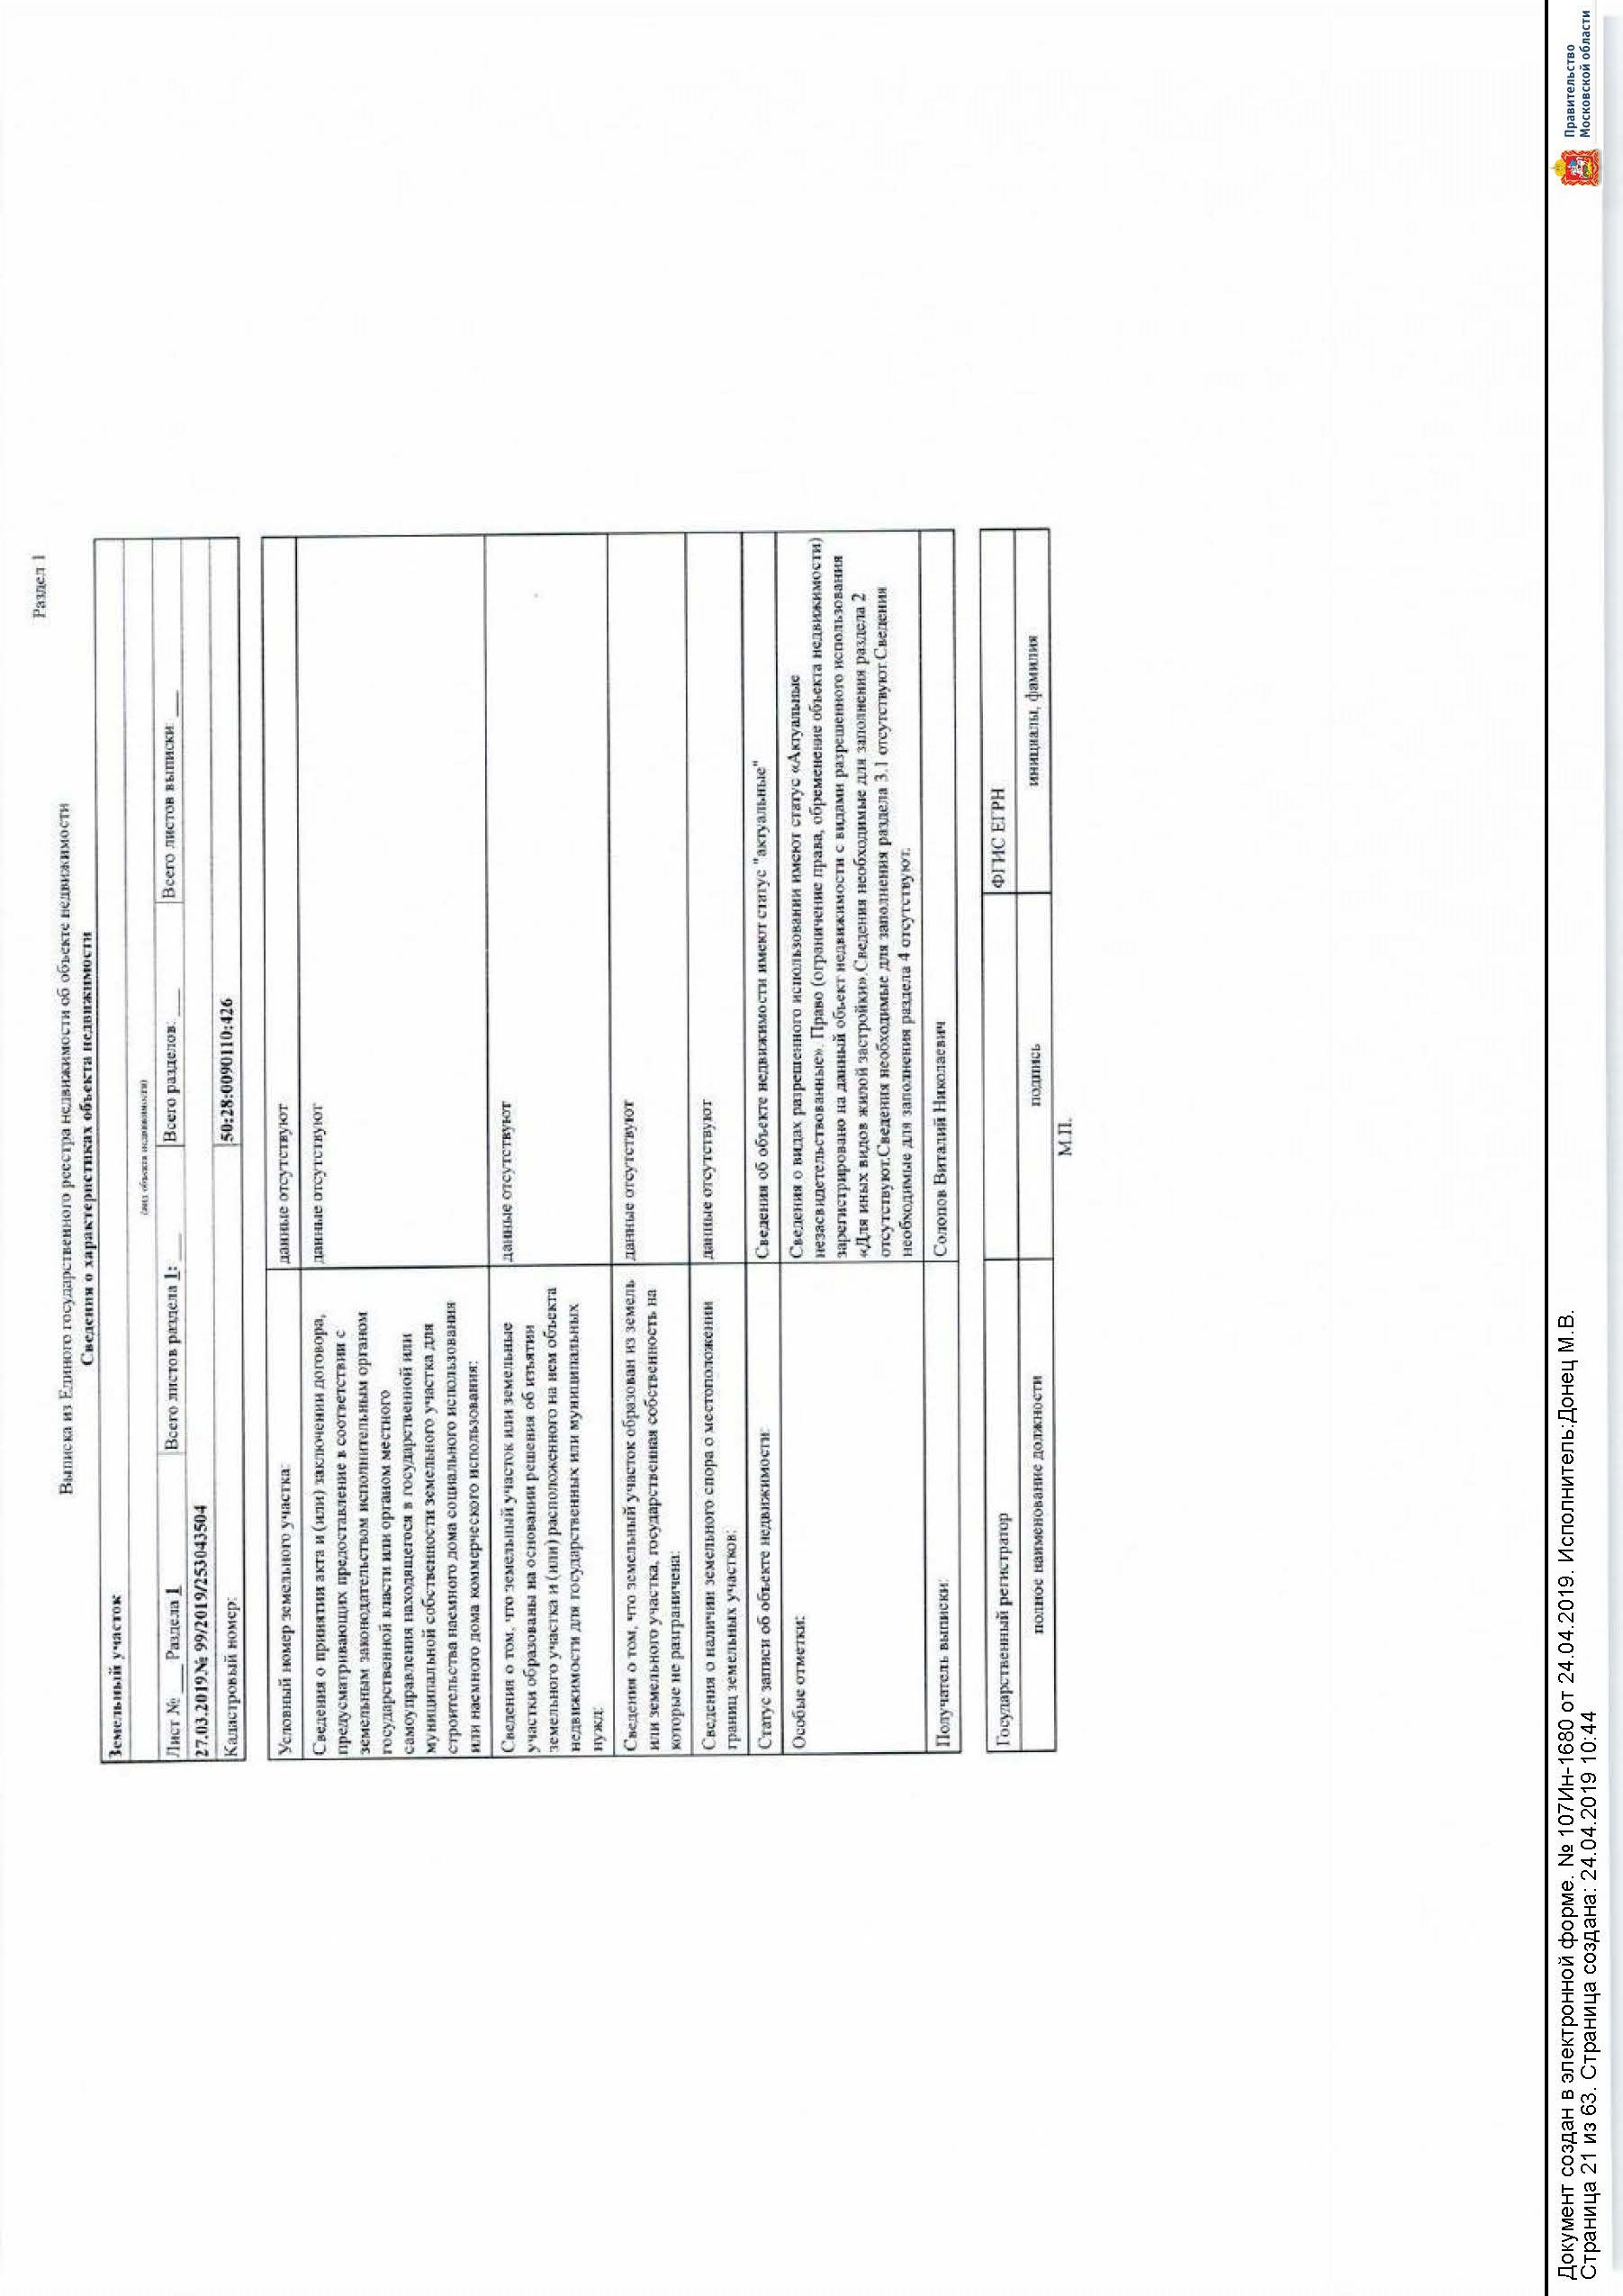 Раздел 1
Выписка из Единого государственного реестра недвижимости об объекте недвижимости
Сведения о характеристиках объекта недвижимости
Земельный участок
(вид объекта недвижимости)
Лист № ___ Раздела 1 Всего листов раздела 1: ___ Всего разделов: ___ Всего листов выписки: ___
27.03.2019№ 99/2019/253043504
Кадастровый номер: 50:28:0090110:426
Условный номер земельного участка: данные отсутствуют
Сведения о принятии акта и (или) заключении договора, данные отсутствуют
предусматривающих предоставление в соответствии с
земельным законодательством исполнительным органом
государственной власти или органом местного
самоуправления находящегося в государственной или
муниципальной собственности земельного участка для
строительства наемного дома социального использования
или наемного дома коммерческого использования:
Сведения о том, что земельный участок или земельные данные отсутствуют
участки образованы на основании решения об изъятии
земельного участка и (или) расположенного на нем объекта
недвижимости для государственных или муниципальных
нужд:
Сведения о том, что земельный участок образован из земель данные отсутствуют
или земельного участка, государственная собственность на
которые не разграничена:
Сведения о наличии земельного спора о местоположении данные отсутствуют
границ земельных участков:
Статус записи об объекте недвижимости: Сведения об объекте недвижимости имеют статус "актуальные"
Особые отметки: Сведения о видах разрешенного использовании имеют статус «Актуальные
незасвидетельствованные». Право (ограничение права, обременение объекта недвижимости)
зарегистрировано на данный объект недвижимости с видами разрешенного использования
«Для иных видов жилой застройки».Сведения необходимые для заполнения раздела 2
отсутствуют.Сведения необходимые для заполнения раздела 3.1 отсутствуют.Сведения
необходимые для заполнения раздела 4 отсутствуют.
Получатель выписки: Солопов Виталий Николаевич
Государственный регистратор ФГИС ЕГРН
полное наименование должности подпись инициалы, фамилия
М.П.
Документ создан в электронной форме. № 107Ин-1680 от 24.04.2019. Исполнитель:Донец М.В.
Страница 21 из 63. Страница создана: 24.04.2019 10:44
Правительство
Московской области